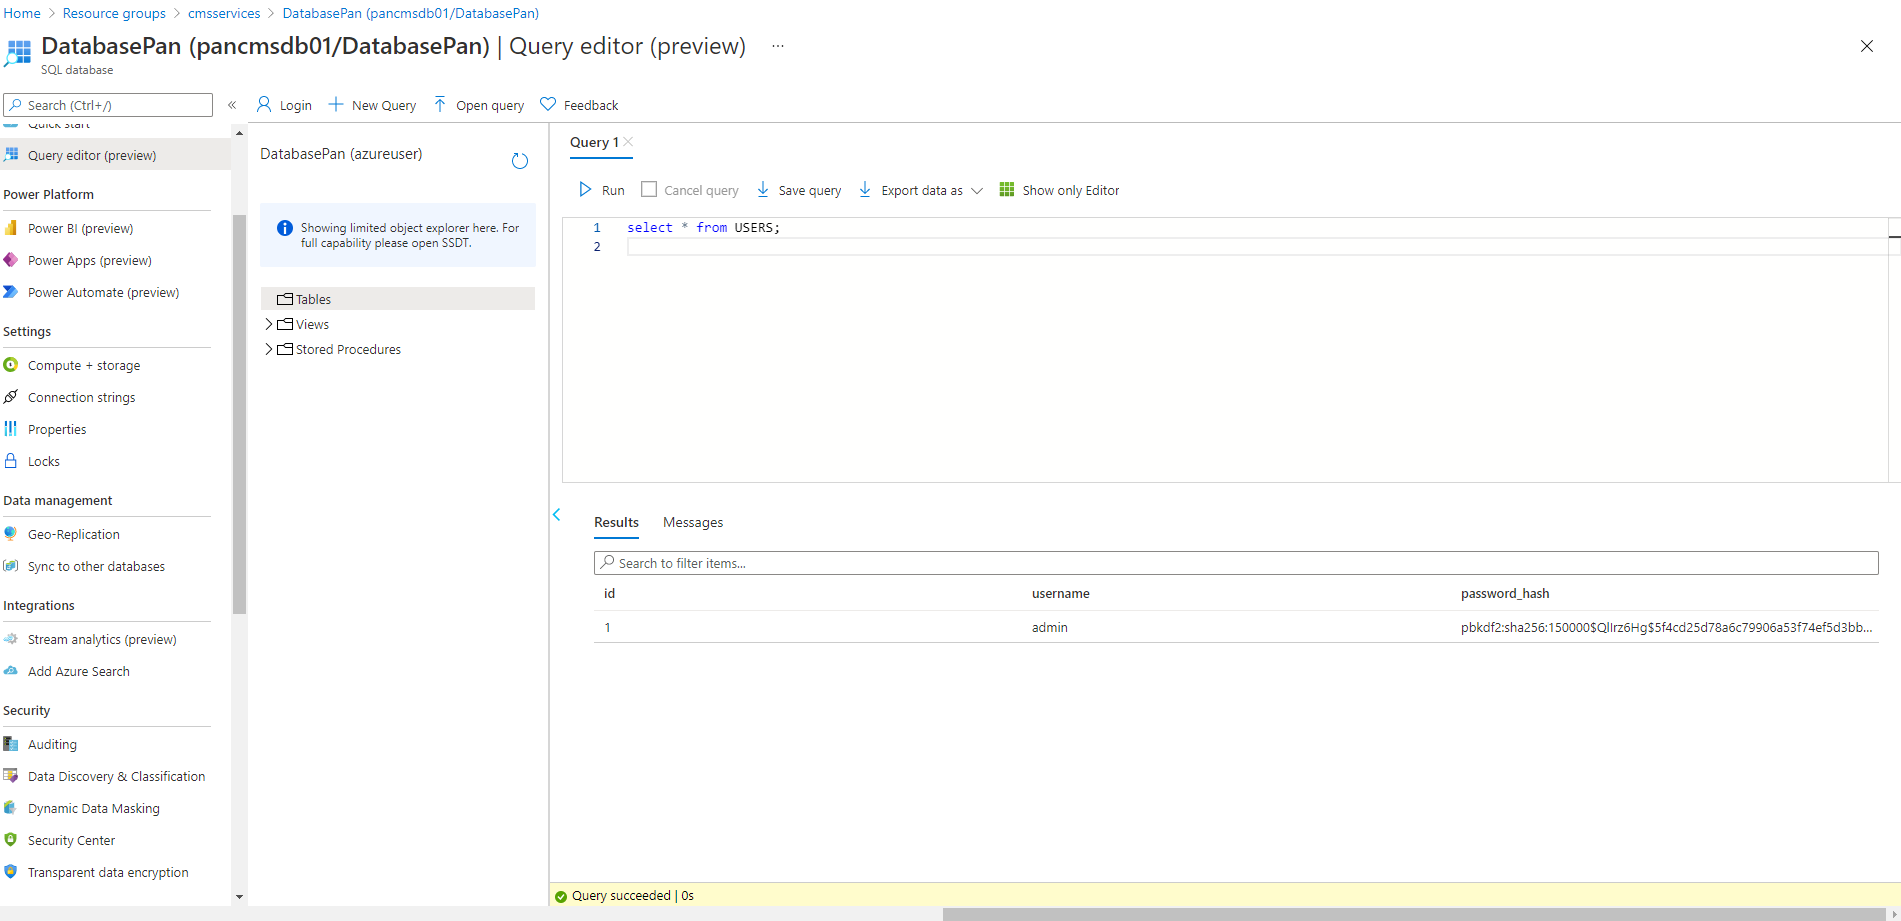 Home > Resource groups > cmsservices > DatabasePan (pancmsdb01/DatabasePan)
DatabasePan (pancmsdb01/DatabasePan) | Query editor (preview) ...
SQL database
Search (Ctrl+/)
«
Login
New Query
Open query
Feedback
Quick start
Query editor (preview)
Power Platform
Power BI (preview)
Power Apps (preview)
Power Automate (preview)
Settings
Compute + storage
Connection strings
Properties
Locks
Data management
Geo-Replication
Sync to other databases
Integrations
Stream analytics (preview)
Add Azure Search
Security
Auditing
Data Discovery & Classification
Dynamic Data Masking
Security Center
Transparent data encryption
DatabasePan (azureuser)
Showing limited object explorer here. For
full capability please open SSDT.
Tables
Views
Stored Procedures
Query 1
Run
Cancel query
Save query
Export data as
Show only Editor
1 select * from USERS;
2
Results Messages
Search to filter items...
id username password_hash
1 admin pbkdf2:sha256:150000$QlIrz6Hg$5f4cd25d78a6c79906a53f74ef5d3bb...
Query succeeded | 0s